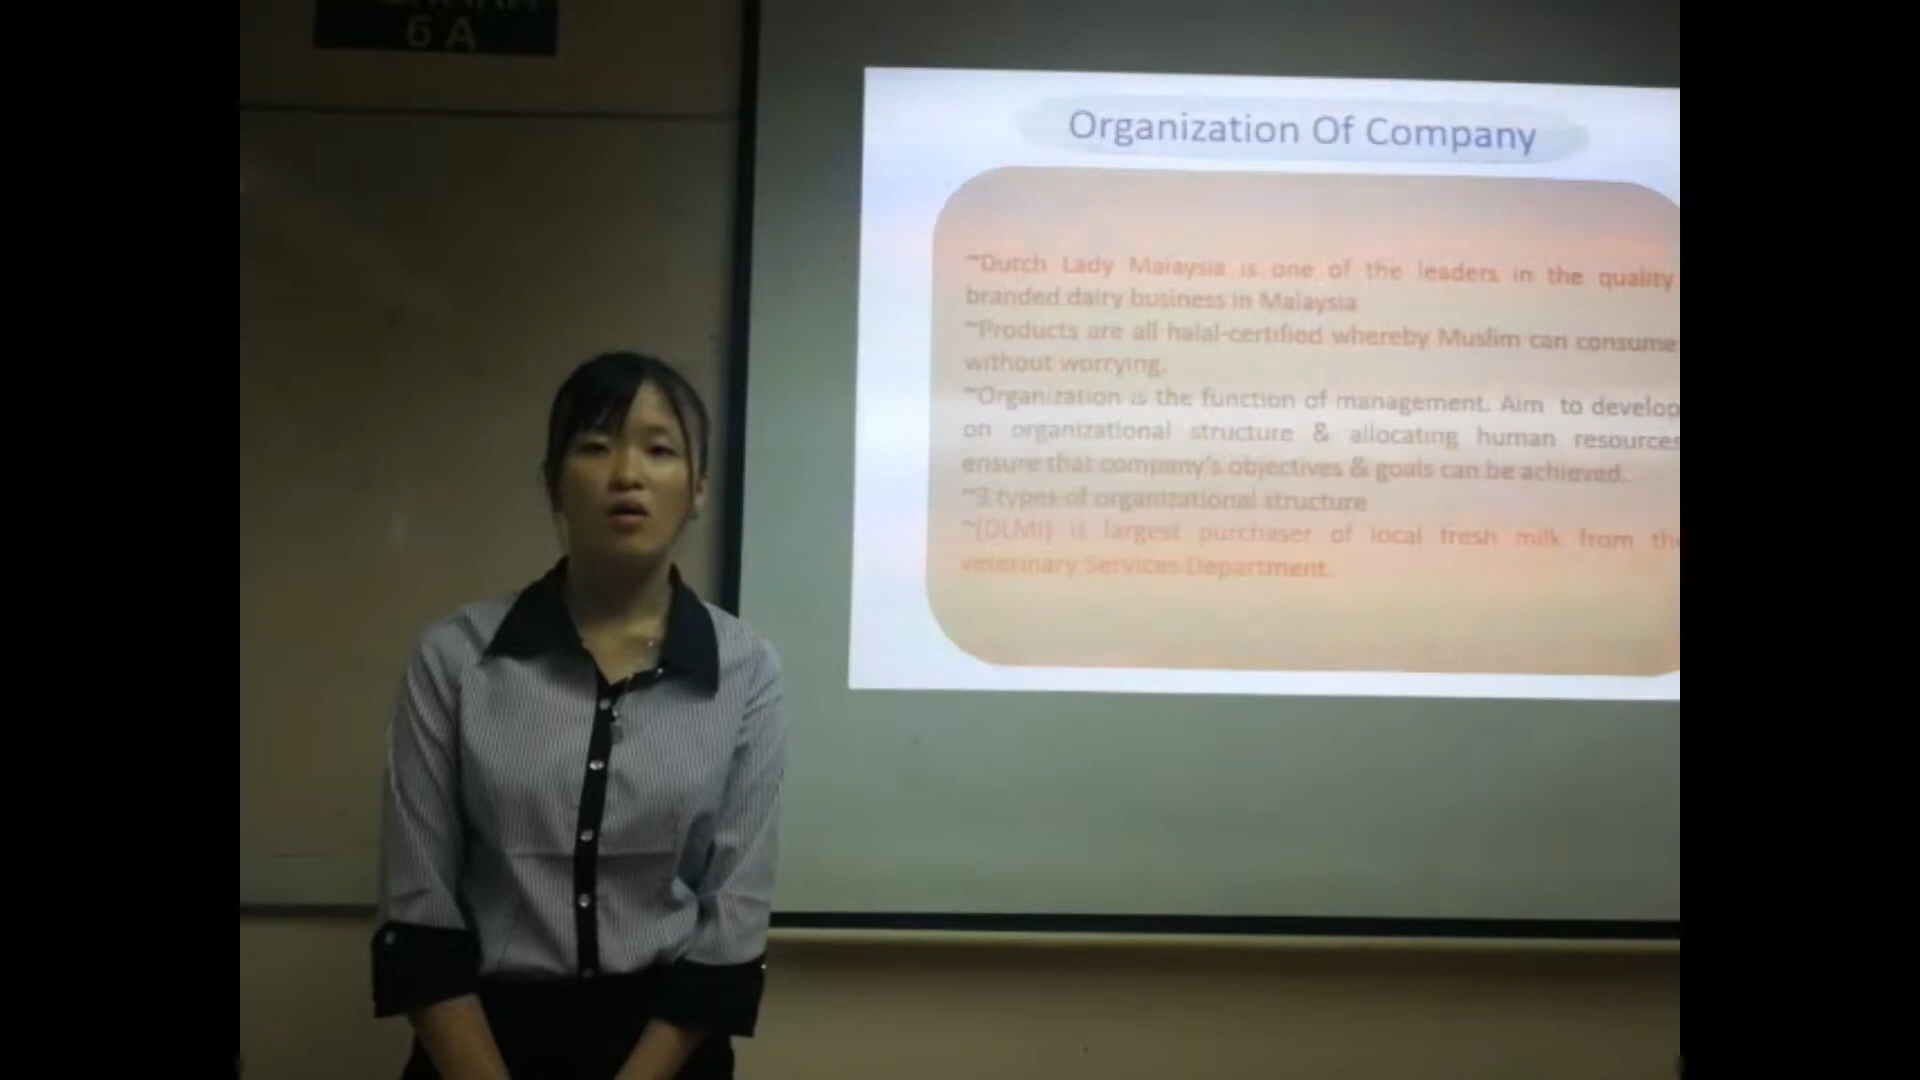 6 A
Organization Of Company
~Dutch Lady Malaysia is one of the leaders in the quality
branded dairy business in Malaysia
~Products are all halal-certified whereby Muslim can consume
without worrying.
~Organization is the function of management. Aim to develop
on organizational structure & allocating human resources
ensure that company's objectives & goals can be achieved.
~3 types of organizational structure
~(DLMI) is largest purchaser of local fresh milk from the
veterinary Services Department.